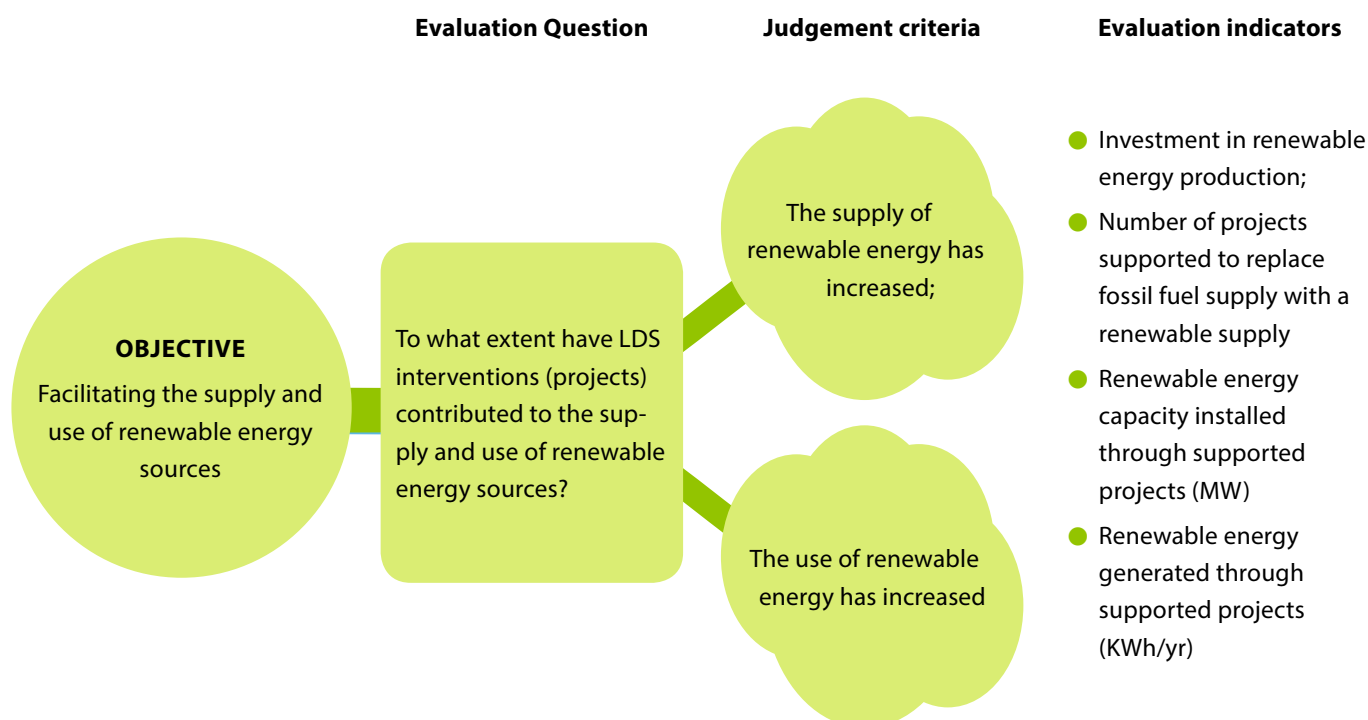 Evaluation Question
Judgement criteria
Evaluation indicators
OBJECTIVE
Facilitating the supply and
use of renewable energy
sources
To what extent have LDS
interventions (projects)
contributed to the sup-
ply and use of renewable
energy sources?
The supply of
renewable energy has
increased;
The use of renewable
energy has increased
Investment in renewable
energy production;
Number of projects
supported to replace
fossil fuel supply with a
renewable supply
Renewable energy
capacity installed
through supported
projects (MW)
Renewable energy
generated through
supported projects
(KWh/yr)